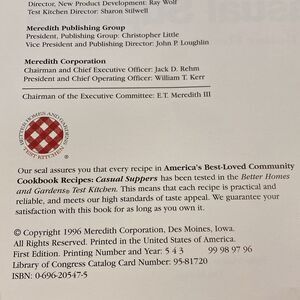 Director, New Product Development: Ray Wolf
Test Kitchen Director: Sharon Stilwell
Meredith Publishing Group
President, Publishing Group: Christopher Little
Vice President and Publishing Director: John P. Loughlin
Meredith Corporation
Chairman and Chief Executive Officer: Jack D. Rehm
President and Chief Operating Officer: William T. Kerr
Chairman of the Executive Committee: E.T. Meredith III
BETTER HOMES AND GARDENS
TEST KITCHEN
Our seal assures you that every recipe in America's Best-Loved Community
Cookbook Recipes: Casual Suppers has been tested in the Better Homes
and Gardens® Test Kitchen. This means that each recipe is practical and
reliable, and meets our high standards of taste appeal. We guarantee your
satisfaction with this book for as long as you own it.
© Copyright 1996 Meredith Corporation, Des Moines, Iowa.
All Rights Reserved. Printed in the United States of America.
First Edition. Printing Number and Year: 5 4 3 99 98 97 96
Library of Congress Catalog Card Number: 95-81720
ISBN: 0-696-20547-5